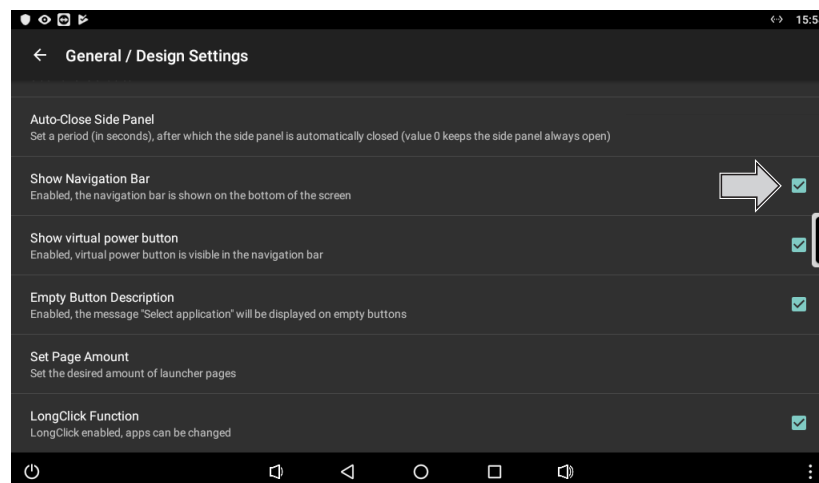 15:5
General / Design Settings
Auto-Close Side Panel
Set a period (in seconds), after which the side panel is automatically closed (value 0 keeps the side panel always open)
Show Navigation Bar
Enabled, the navigation bar is shown on the bottom of the screen
Show virtual power button
Enabled, virtual power button is visible in the navigation bar
Empty Button Description
Enabled, the message "Select application" will be displayed on empty buttons
Set Page Amount
Set the desired amount of launcher pages
LongClick Function
LongClick enabled, apps can be changed